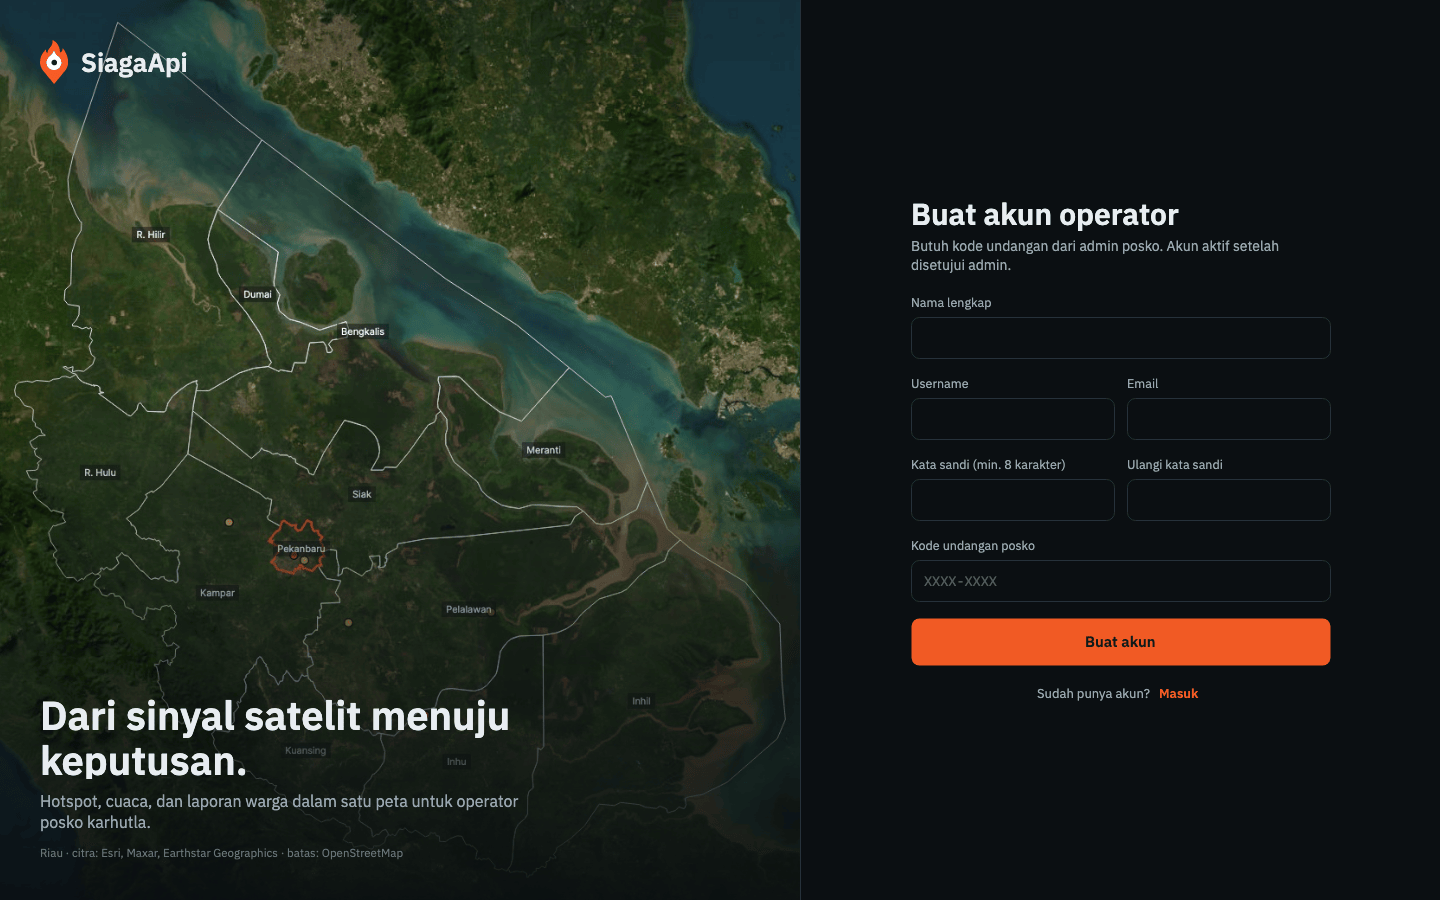 SiagaApi
R. Hilir
Dumai
Bengkalis
Meranti
R. Hulu
Siak
Pekanbaru
Kampar
Pelalawan
Inhil
Kuansing
Inhu
Dari sinyal satelit menuju
keputusan.
Hotspot, cuaca, dan laporan warga dalam satu peta untuk operator
posko karhutla.
Riau · citra: Esri, Maxar, Earthstar Geographics · batas: OpenStreetMap
Buat akun operator
Butuh kode undangan dari admin posko. Akun aktif setelah
disetujui admin.
Nama lengkap
Username
Email
Kata sandi (min. 8 karakter)
Ulangi kata sandi
Kode undangan posko
XXXX-XXXX
Buat akun
Sudah punya akun? Masuk